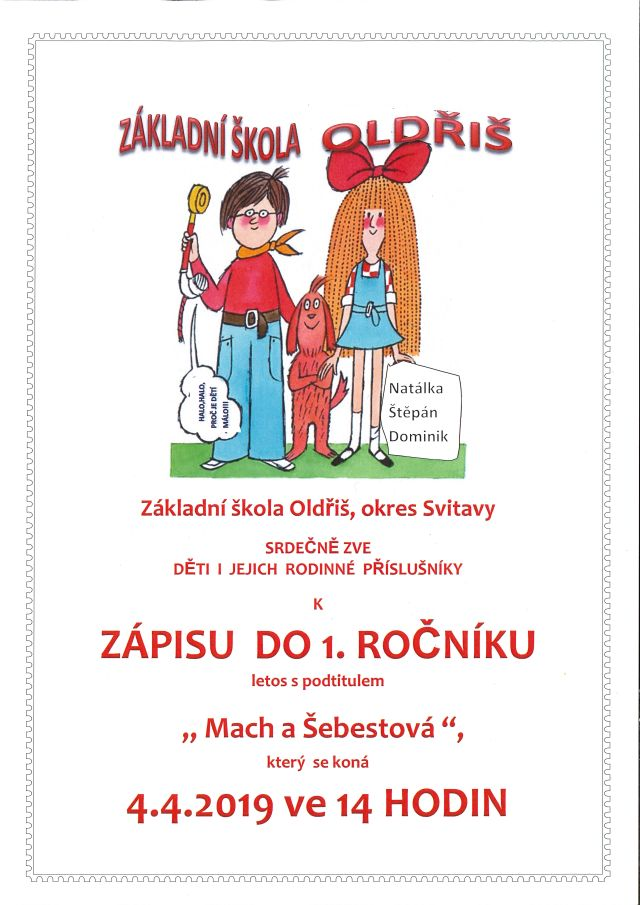 ZÁKLADNÍ ŠKOLA OLDŘIŠ
HALO,HALO,
PROČ JE DĚTÍ
MÁLO!!!
Natálka
Štěpán
Dominik
Základní škola Oldřiš, okres Svitavy
SRDEČNĚ ZVE
DĚTI I JEJICH RODINNÉ PŘÍSLUŠNÍKY
K
ZÁPISU DO 1. ROČNÍKU
letos s podtitulem
„ Mach a Šebestová “,
který se koná
4.4.2019 ve 14 HODIN